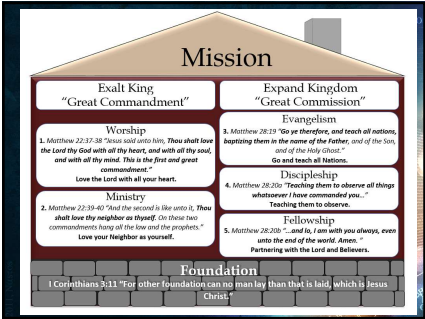 Mission
Exalt King
"Great Commandment"
Worship
1. Matthew 22:37-38 "Jesus said unto him, Thou shalt love
the Lord thy God with all thy heart, and with all thy soul,
and with all thy mind. This is the first and great
commandment."
Love the Lord with all your heart.
Ministry
2. Matthew 22:39-40 "And the second is like unto it, Thou
shalt love thy neighbor as thyself. On these two
commandments hang all the law and the prophets."
Love your Neighbor as yourself.
Expand Kingdom
"Great Commission"
Evangelism
3. Matthew 28:19 "Go ye therefore, and teach all nations,
baptizing them in the name of the Father, and of the Son,
and of the Holy Ghost."
Go and teach all Nations.
Discipleship
4. Matthew 28:20a "Teaching them to observe all things
whatsoever I have commanded you..."
Teaching them to observe.
Fellowship
5. Matthew 28:20b "...and lo, I am with you always, even
unto the end of the world. Amen. "
Partnering with the Lord and Believers.
Foundation
I Corinthians 3:11 "For other foundation can no man lay than that is laid, which is Jesus
Christ."